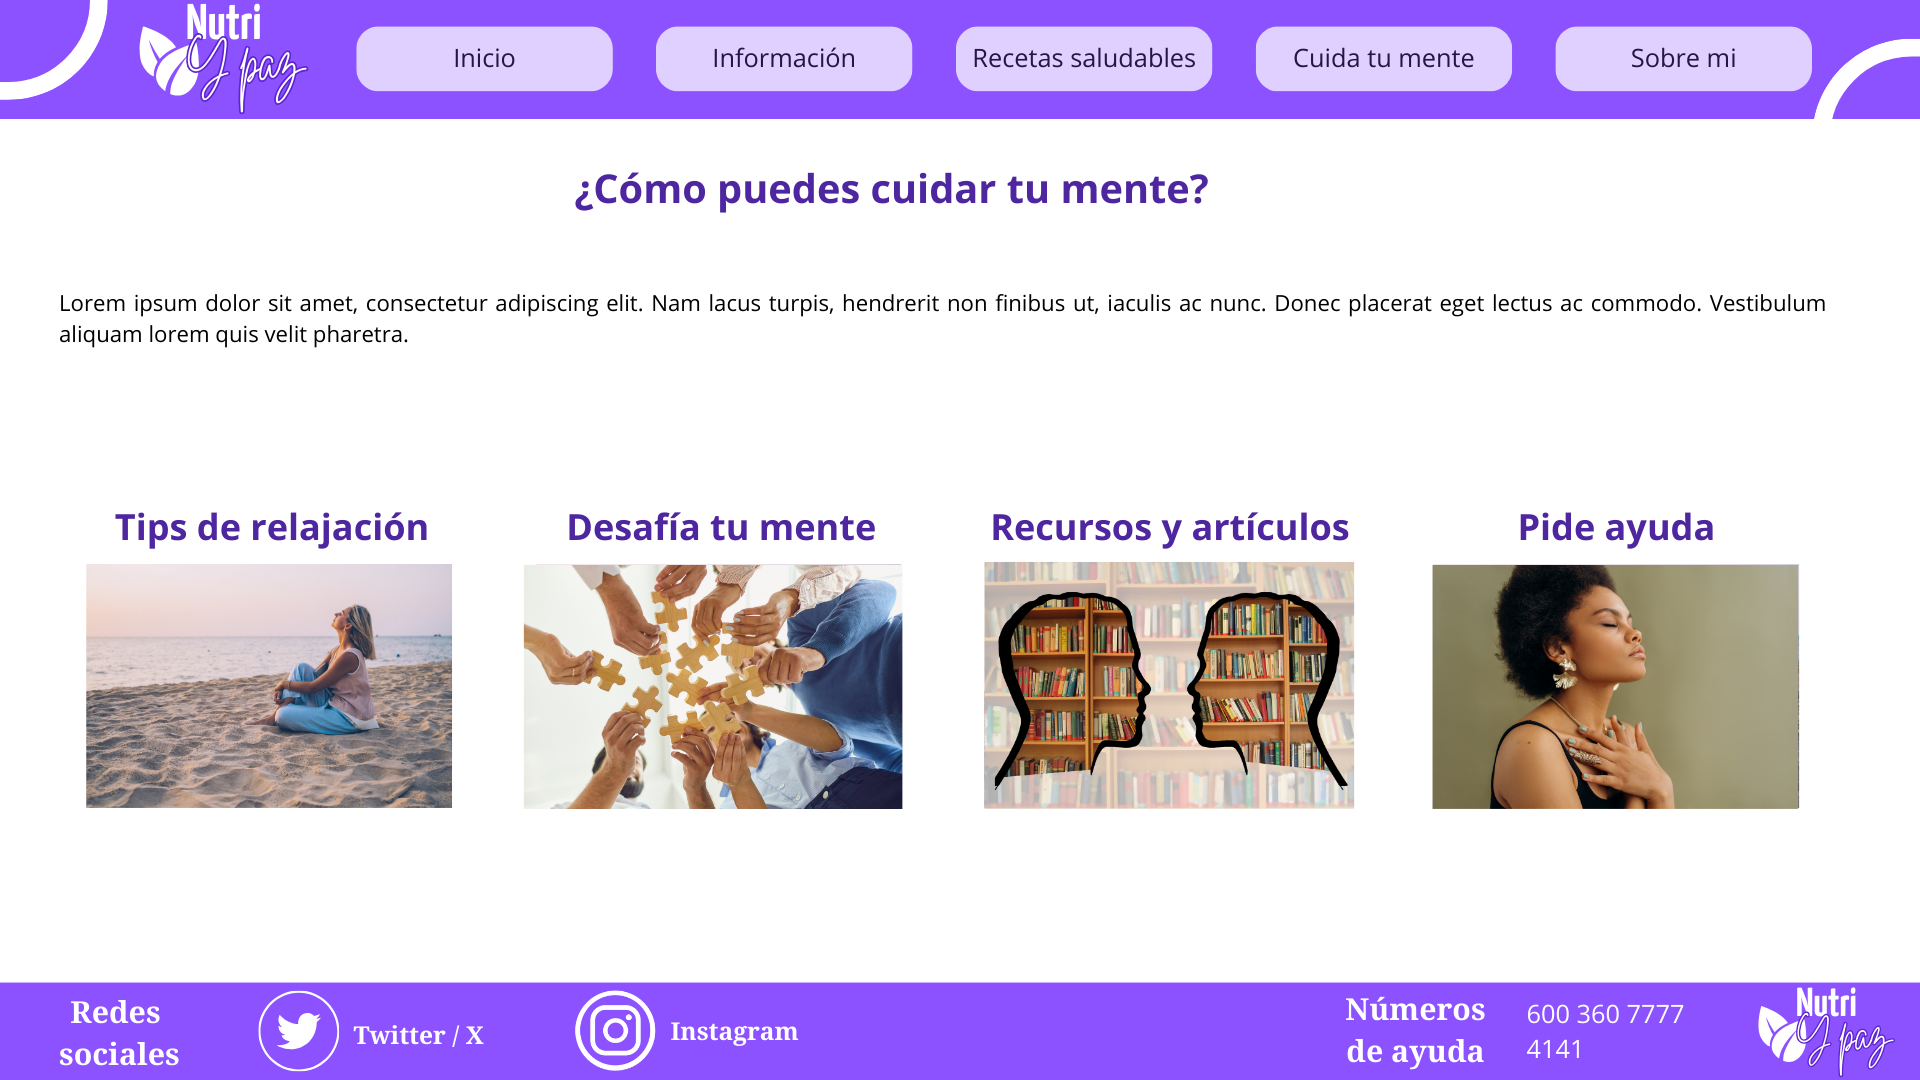 Nutri
Y paz
Inicio
Información
Recetas saludables
Cuida tu mente
Sobre mi
¿Cómo puedes cuidar tu mente?
Lorem ipsum dolor sit amet, consectetur adipiscing elit. Nam lacus turpis, hendrerit non finibus ut, iaculis ac nunc. Donec placerat eget lectus ac commodo. Vestibulum
aliquam lorem quis velit pharetra.
Tips de relajación
Desafía tu mente
Recursos y artículos
Pide ayuda
Redes
sociales
Twitter / X
Instagram
Números
de ayuda
600 360 7777
4141
Nutri
Y paz